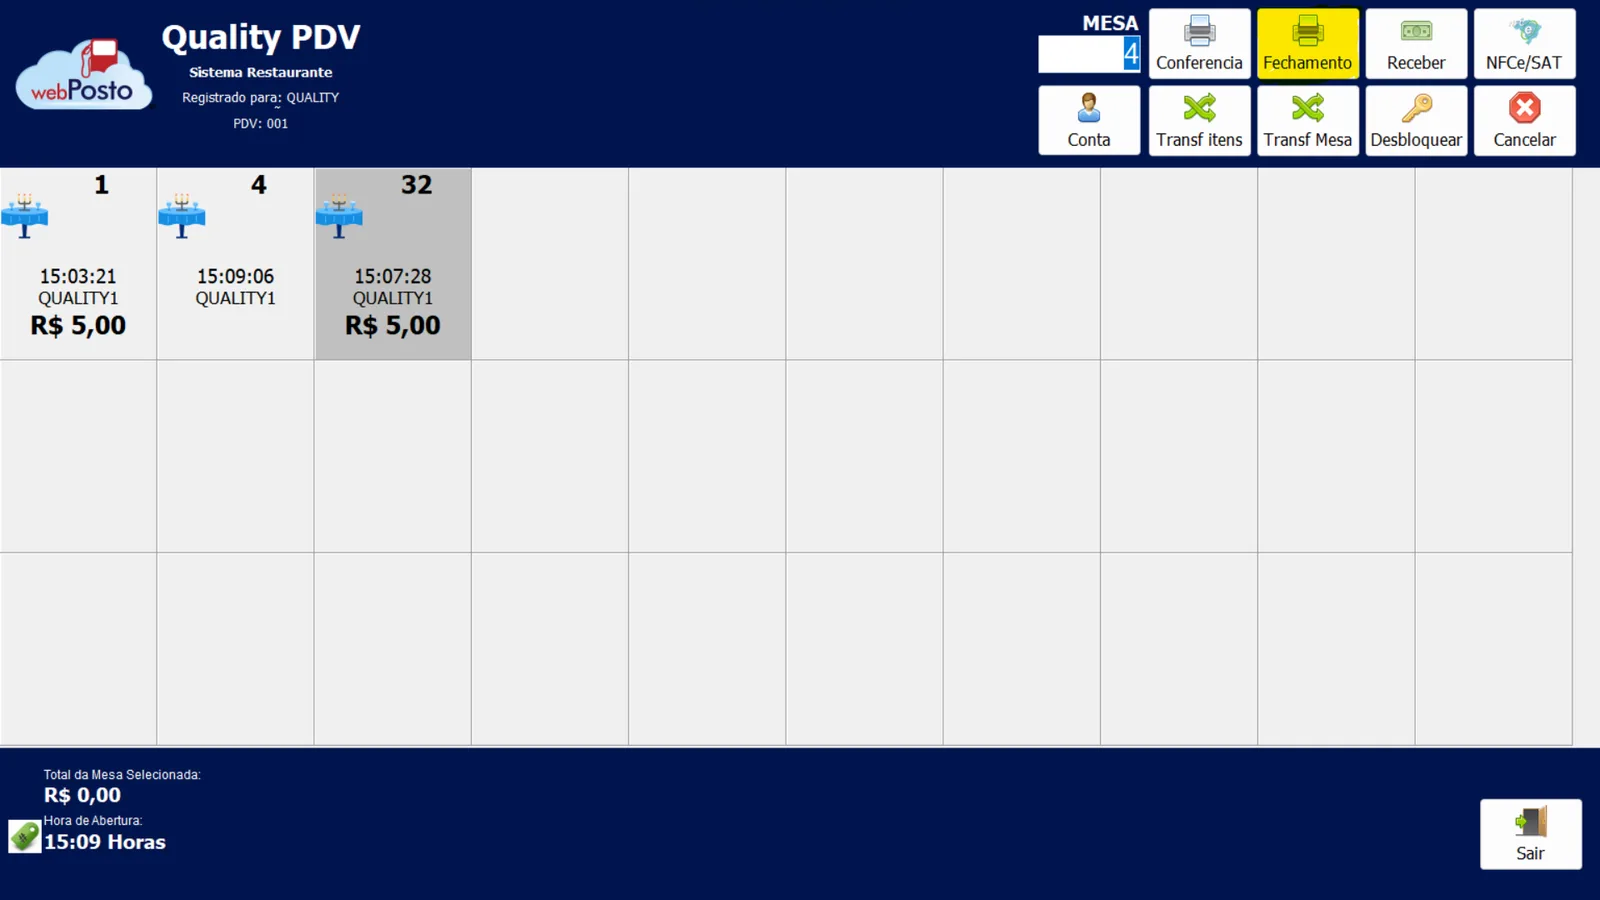 webPosto
Quality PDV
Sistema Restaurante
Registrado para: QUALITY
PDV: 001
MESA
4
Conferencia
Fechamento
Receber
NFCe/SAT
Conta
Transf itens
Transf Mesa
Desbloquear
Cancelar
1
15:03:21
QUALITY1
R$ 5,00
4
15:09:06
QUALITY1
32
15:07:28
QUALITY1
R$ 5,00
Total da Mesa Selecionada:
R$ 0,00
Hora de Abertura:
15:09 Horas
Sair